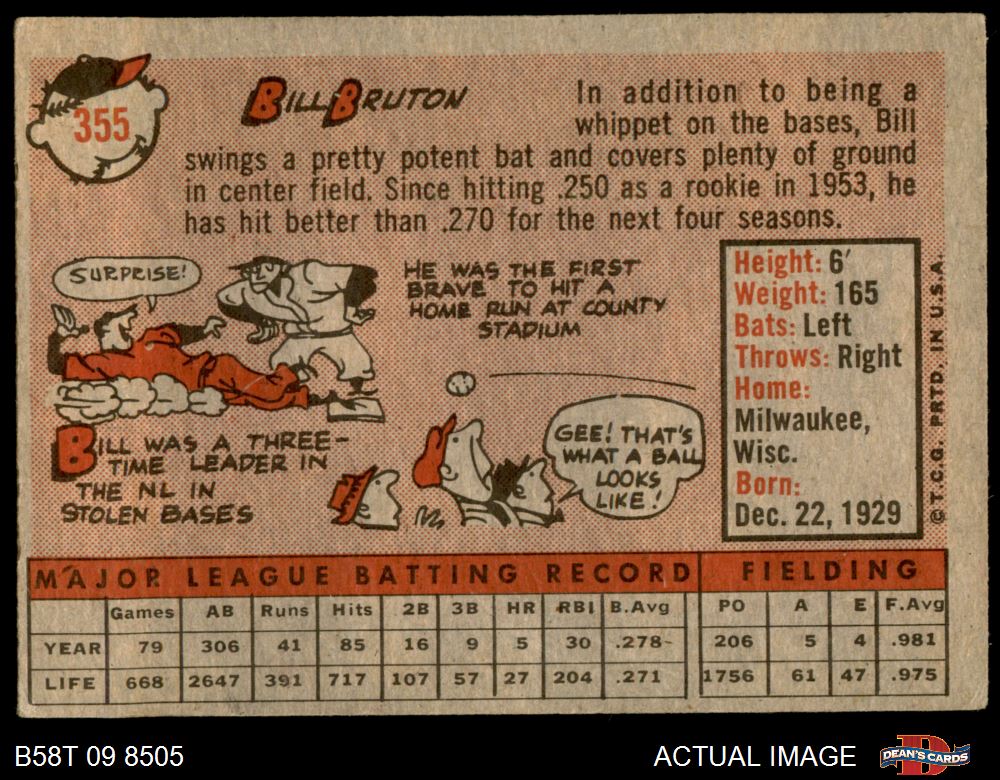 355
BILL BRUTON
In addition to being a
whippet on the bases, Bill
swings a pretty potent bat and covers plenty of ground
in center field. Since hitting .250 as a rookie in 1953, he
has hit better than .270 for the next four seasons.
SURPRISE!
BILL WAS A THREE-
TIME LEADER IN
THE NL IN
STOLEN BASES
HE WAS THE FIRST
BRAVE TO HIT A
HOME RUN AT COUNTY
STADIUM
GEE! THAT'S
WHAT A BALL
LOOKS
LIKE!
Height: 6'
Weight: 165
Bats: Left
Throws: Right
Home:
Milwaukee,
Wisc.
Born:
Dec. 22, 1929
© T.C.G. PRTD. IN U.S.A.
MAJOR LEAGUE BATTING RECORD FIELDING
Games AB Runs Hits 2B 3B HR RBI B.Avg PO A E F.Avg
YEAR 79 306 41 85 16 9 5 30 .278 206 5 4 .981
LIFE 668 2647 391 717 107 57 27 204 .271 1756 61 47 .975
B58T 09 8505
ACTUAL IMAGE
D
DEAN'S CARDS